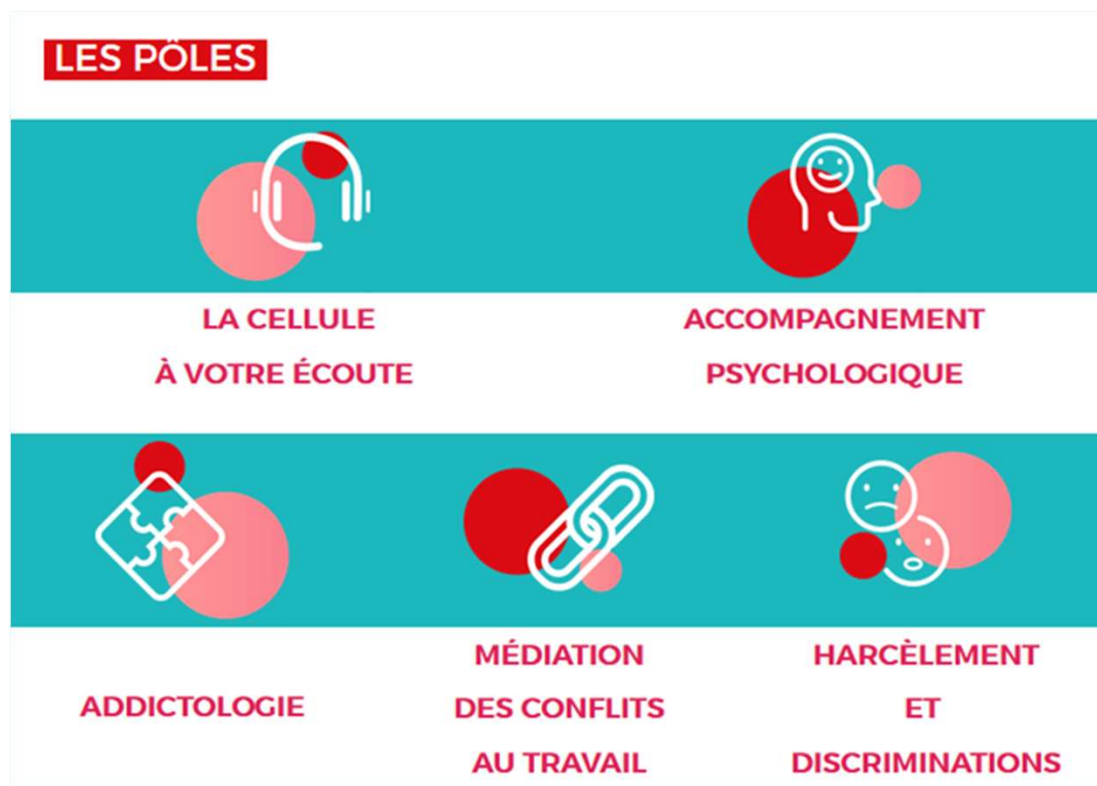 LES PÔLES
LA CELLULE
À VOTRE ÉCOUTE
ACCOMPAGNEMENT
PSYCHOLOGIQUE
ADDICTOLOGIE
MÉDIATION
DES CONFLITS
AU TRAVAIL
HARCÈLEMENT
ET
DISCRIMINATIONS